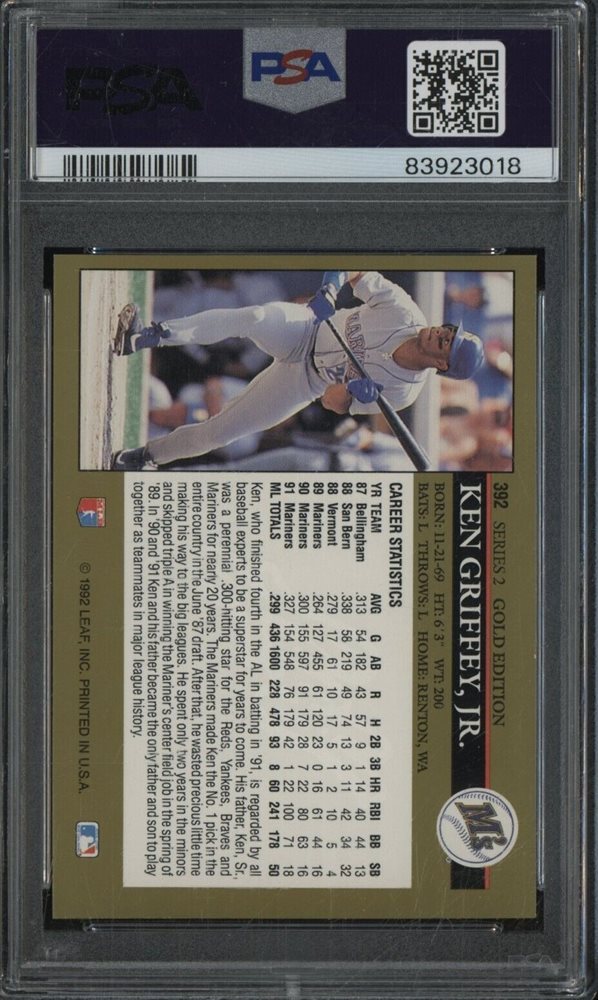 PSA
PSA
83923018
392 SERIES 2 GOLD EDITION
KEN GRIFFEY, JR.
BORN: 11-21-69 HT: 6'3" WT: 200
BATS: L THROWS: L HOME: RENTON, WA
M's
MARINE
CAREER STATISTICS
YR TEAM AVG G AB R H 2B 3B HR RBI BB SB
87 Bellingham .313 54 182 43 57 9 1 14 40 44 13
88 San Bern .338 56 219 49 74 13 3 11 42 34 32
88 Vermont .279 17 61 10 17 5 1 2 10 5 4
89 Mariners .264 127 455 61 120 23 0 16 61 44 16
90 Mariners .300 155 597 91 179 28 7 22 80 63 16
91 Mariners .327 154 548 76 179 42 1 22 100 71 18
ML TOTALS .299 436 1600 228 478 93 8 60 241 178 50
Ken, who finished fourth in the AL in batting in '91, is regarded by all
baseball experts to be a superstar for years to come. His father, Ken, Sr.,
was a perennial .300-hitting star for the Reds, Yankees, Braves and
Mariners for nearly 20 years. The Mariners made Ken the No. 1 pick in the
entire country in the June '87 draft. After that, he wasted precious little time
making his way to the big leagues. He spent only two years in the minors
and skipped triple A in winning the Mariner's center field job in the spring of
'89. In '90 and '91 Ken and his father became the only father and son to play
together as teammates in major league history.
© 1992 LEAF, INC. PRINTED IN U.S.A.